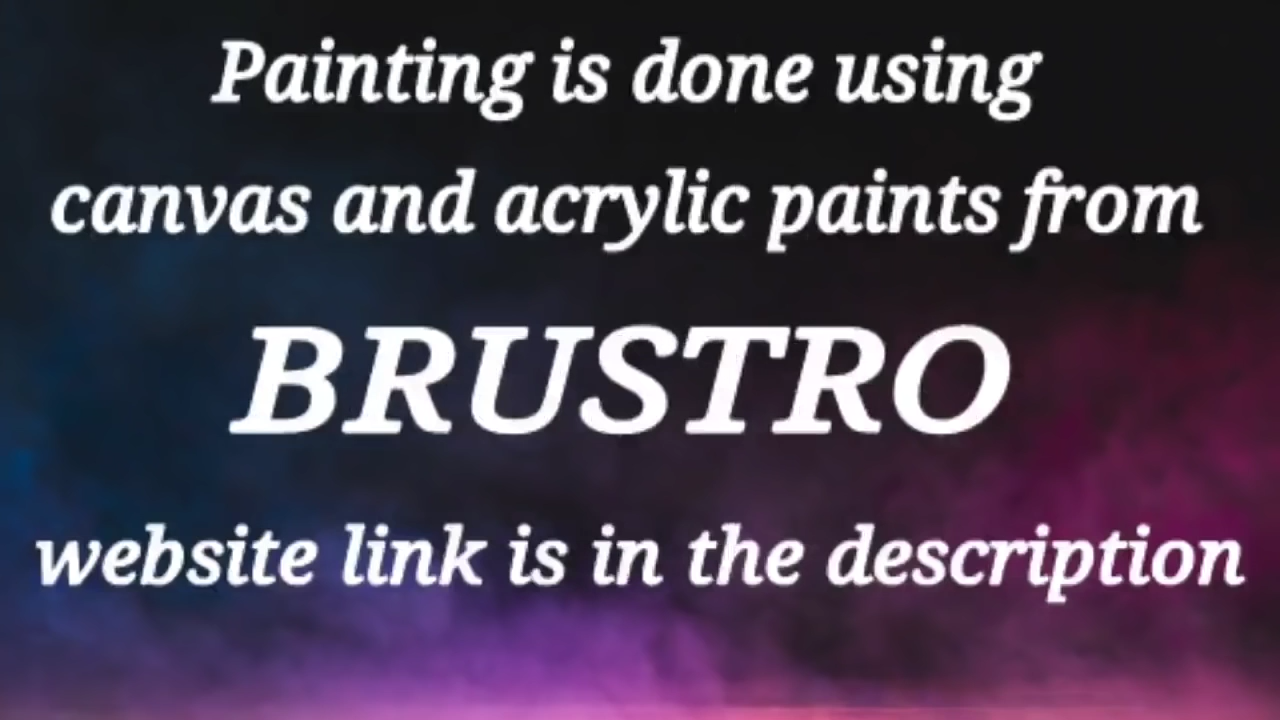 Painting is done using
canvas and acrylic paints from
BRUSTRO
website link is in the description